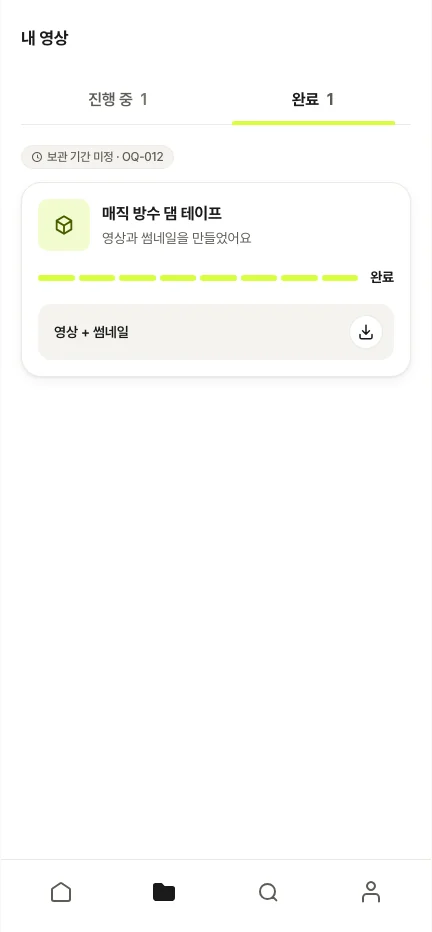 내 영상
진행 중 1
완료 1
보관 기간 미정 · OQ-012
매직 방수 댐 테이프
영상과 썸네일을 만들었어요
완료
영상 + 썸네일